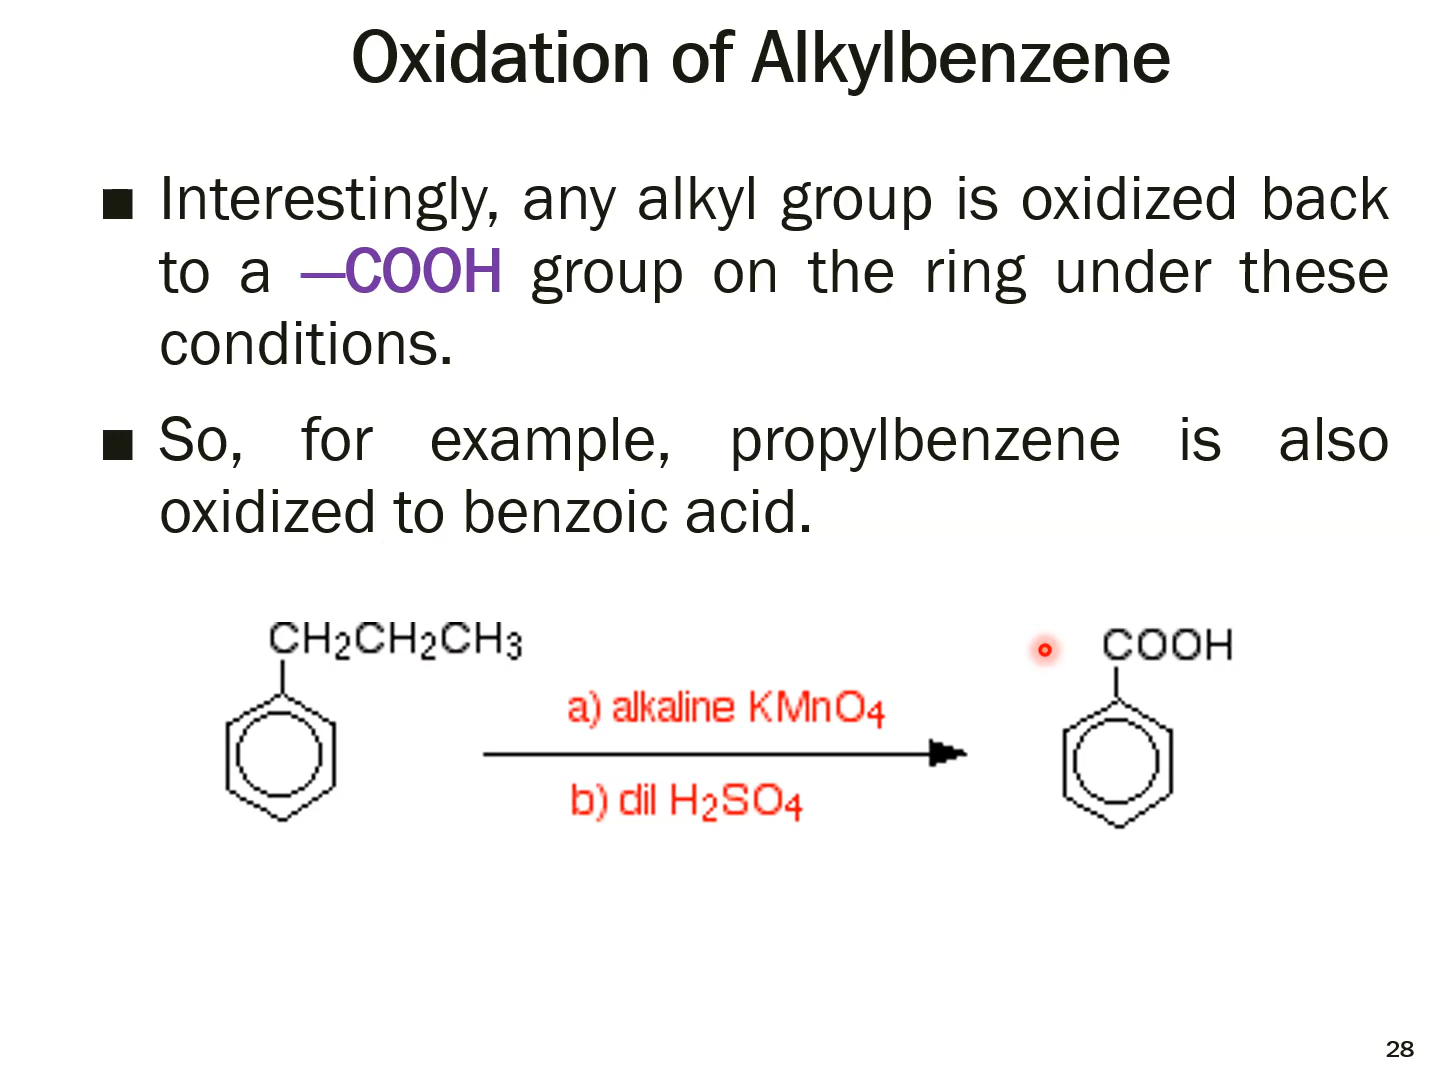 Oxidation of Alkylbenzene
■ Interestingly, any alkyl group is oxidized back
to a —COOH group on the ring under these
conditions.
■ So, for example, propylbenzene is also
oxidized to benzoic acid.
CH₂CH₂CH₃
COOH
a) alkaline KMnO₄
b) dil H₂SO₄
28